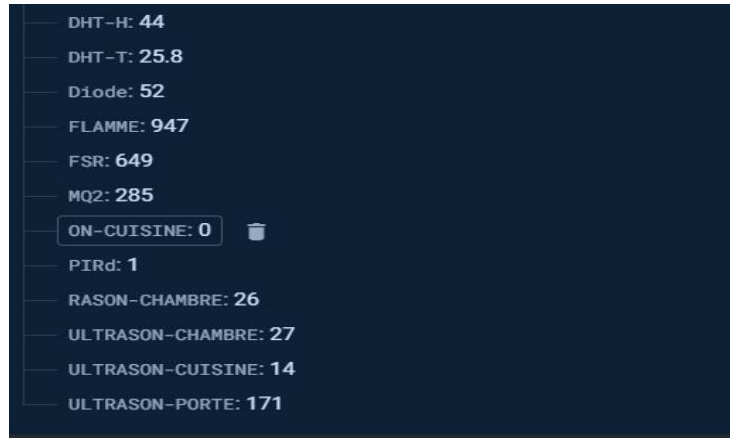 DHT-H: 44
DHT-T: 25.8
Diode: 52
FLAMME: 947
FSR: 649
MQ2: 285
ON-CUISINE: 0
PIRd: 1
RASON-CHAMBRE: 26
ULTRASON-CHAMBRE: 27
ULTRASON-CUISINE: 14
ULTRASON-PORTE: 171